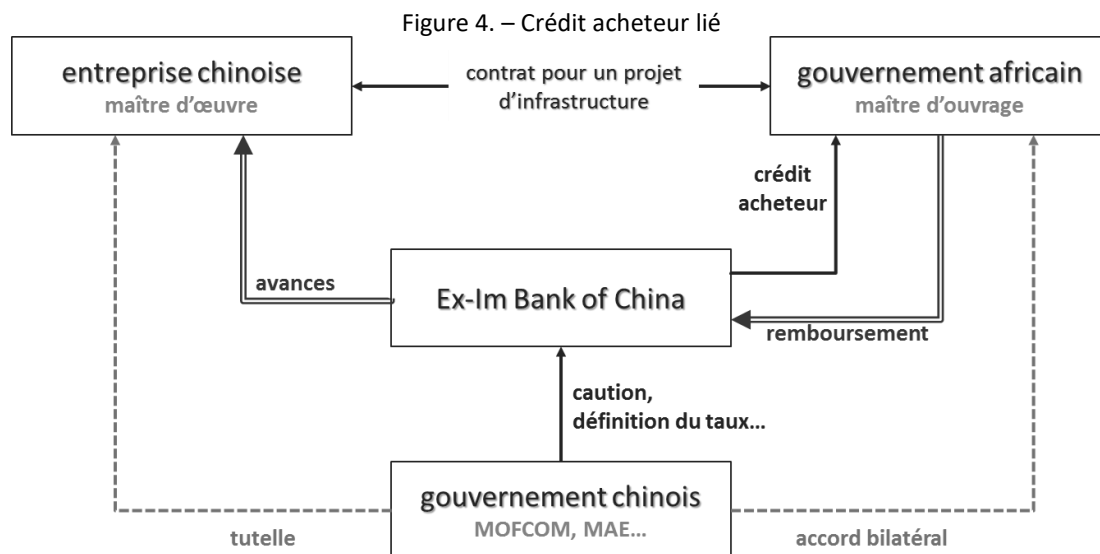 Figure 4. – Crédit acheteur lié
entreprise chinoise
maître d’œuvre
contrat pour un projet
d’infrastructure
gouvernement africain
maître d’ouvrage
crédit
acheteur
avances
Ex-Im Bank of China
remboursement
caution,
définition du taux…
gouvernement chinois
MOFCOM, MAE…
tutelle
accord bilatéral